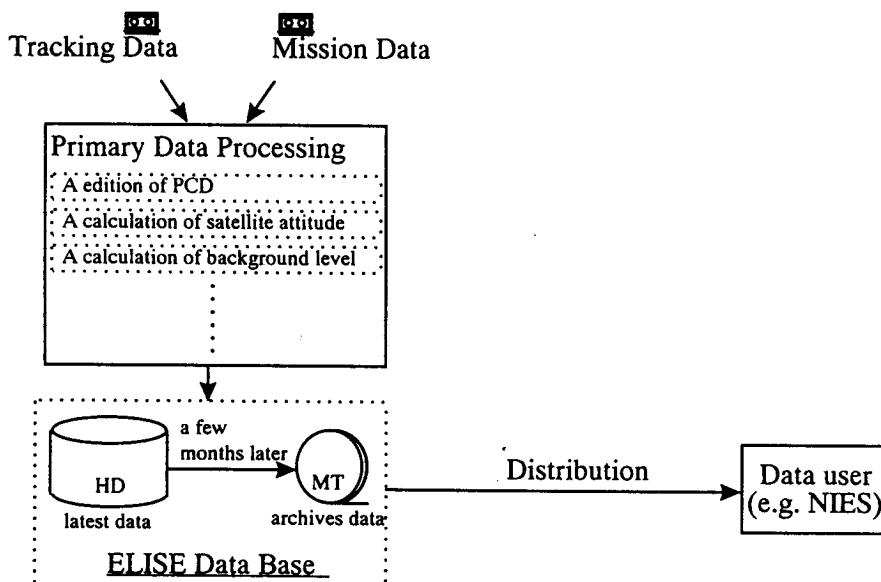 Tracking Data
Mission Data
Primary Data Processing
A edition of PCD
A calculation of satellite attitude
A calculation of background level
a few
months later
HD
MT
latest data
archives data
ELISE Data Base
Distribution
Data user
(e.g. NIES)